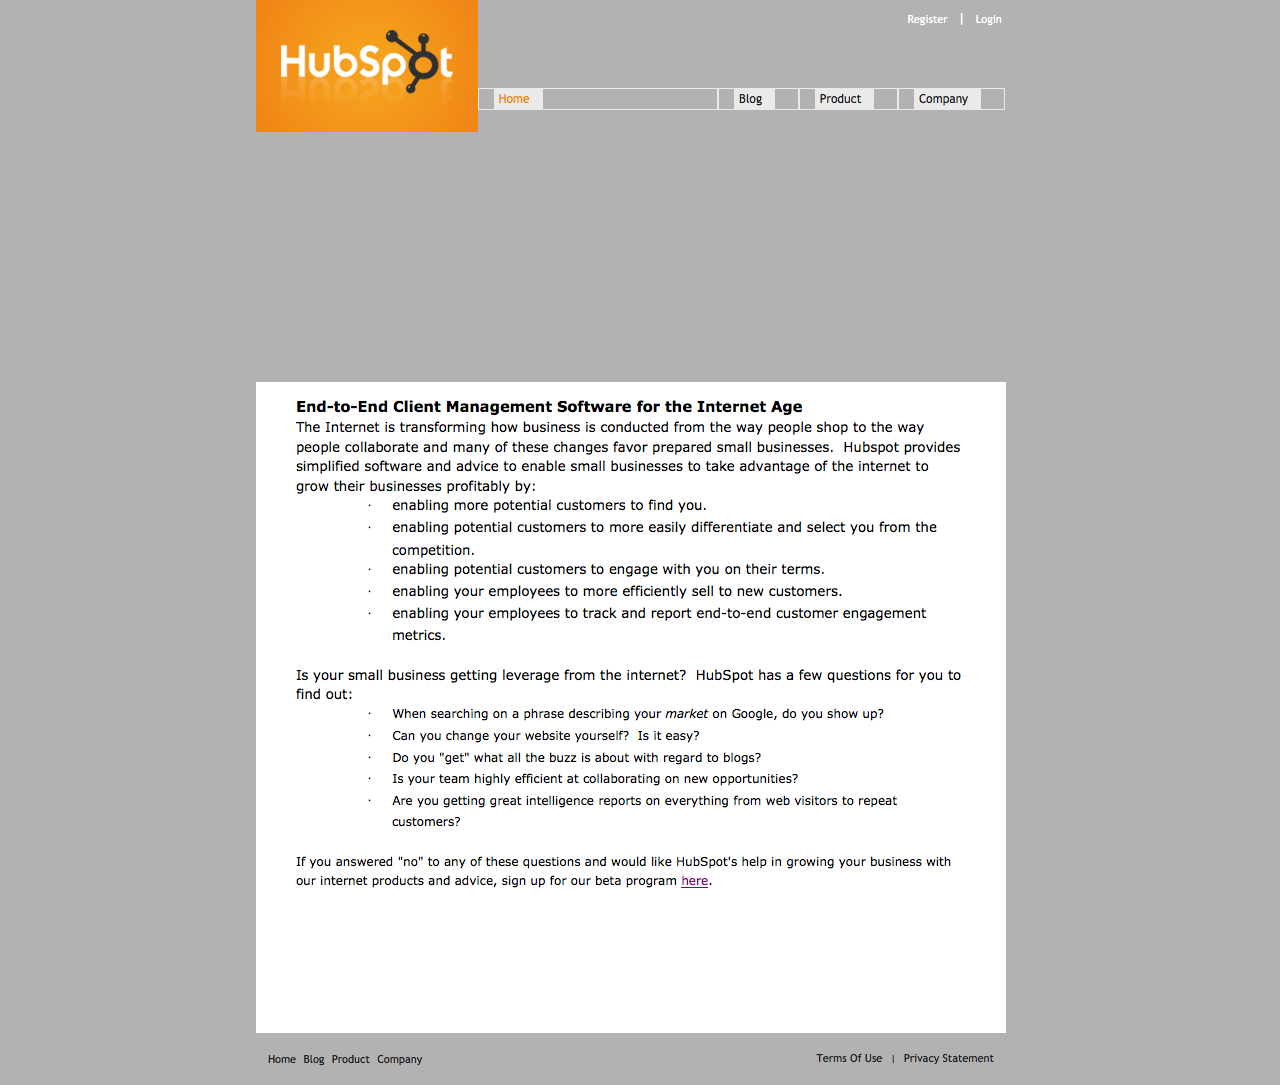 HubSpot
Register | Login
Home Blog Product Company
End-to-End Client Management Software for the Internet Age
The Internet is transforming how business is conducted from the way people shop to the way
people collaborate and many of these changes favor prepared small businesses.  Hubspot provides
simplified software and advice to enable small businesses to take advantage of the internet to
grow their businesses profitably by:
· enabling more potential customers to find you.
· enabling potential customers to more easily differentiate and select you from the
competition.
· enabling potential customers to engage with you on their terms.
· enabling your employees to more efficiently sell to new customers.
· enabling your employees to track and report end-to-end customer engagement
metrics.
Is your small business getting leverage from the internet?  HubSpot has a few questions for you to
find out:
· When searching on a phrase describing your market on Google, do you show up?
· Can you change your website yourself?  Is it easy?
· Do you "get" what all the buzz is about with regard to blogs?
· Is your team highly efficient at collaborating on new opportunities?
· Are you getting great intelligence reports on everything from web visitors to repeat
customers?
If you answered "no" to any of these questions and would like HubSpot's help in growing your business with
our internet products and advice, sign up for our beta program here.
Home Blog Product Company
Terms Of Use | Privacy Statement